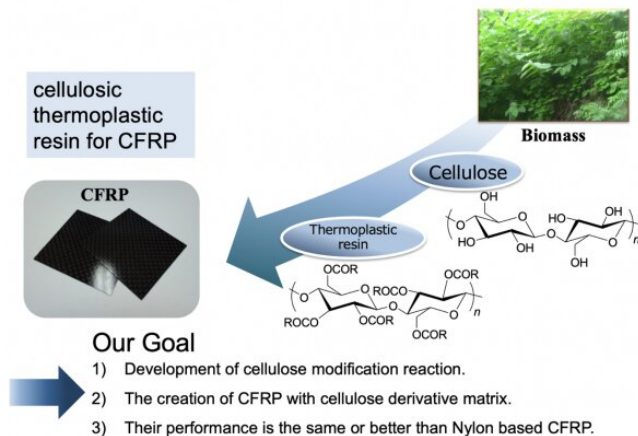 cellulosic
thermoplastic
resin for CFRP
Biomass
Cellulose
CFRP
Thermoplastic
resin
OH
O
O
HO
OH
O
HO
OH
O
OH
n
OCOR
O
O
ROCO
OCOR
O
ROCO
OCOR
O
OCOR
n
Our Goal
1) Development of cellulose modification reaction.
2) The creation of CFRP with cellulose derivative matrix.
3) Their performance is the same or better than Nylon based CFRP.